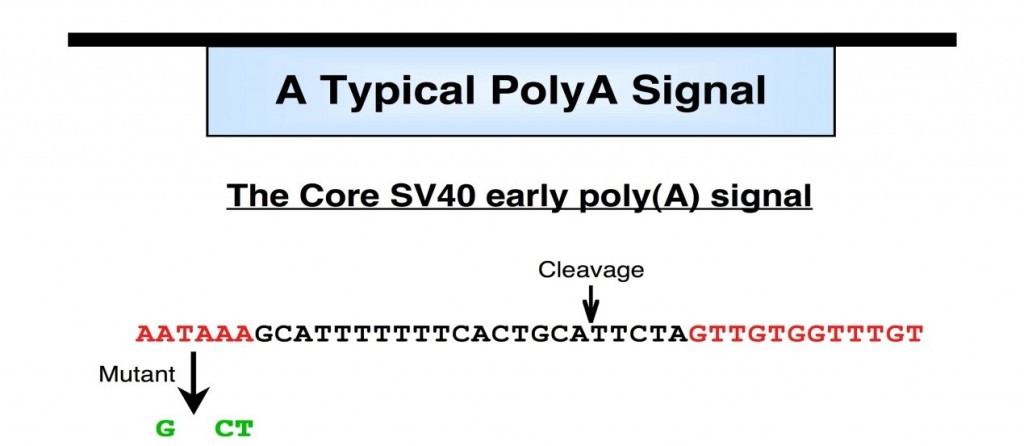 A Typical PolyA Signal
The Core SV40 early poly(A) signal
Cleavage
AATAAAGCATTTTTTTCACTGCATTCTAGTTGTGGTTTGT
Mutant
G CT